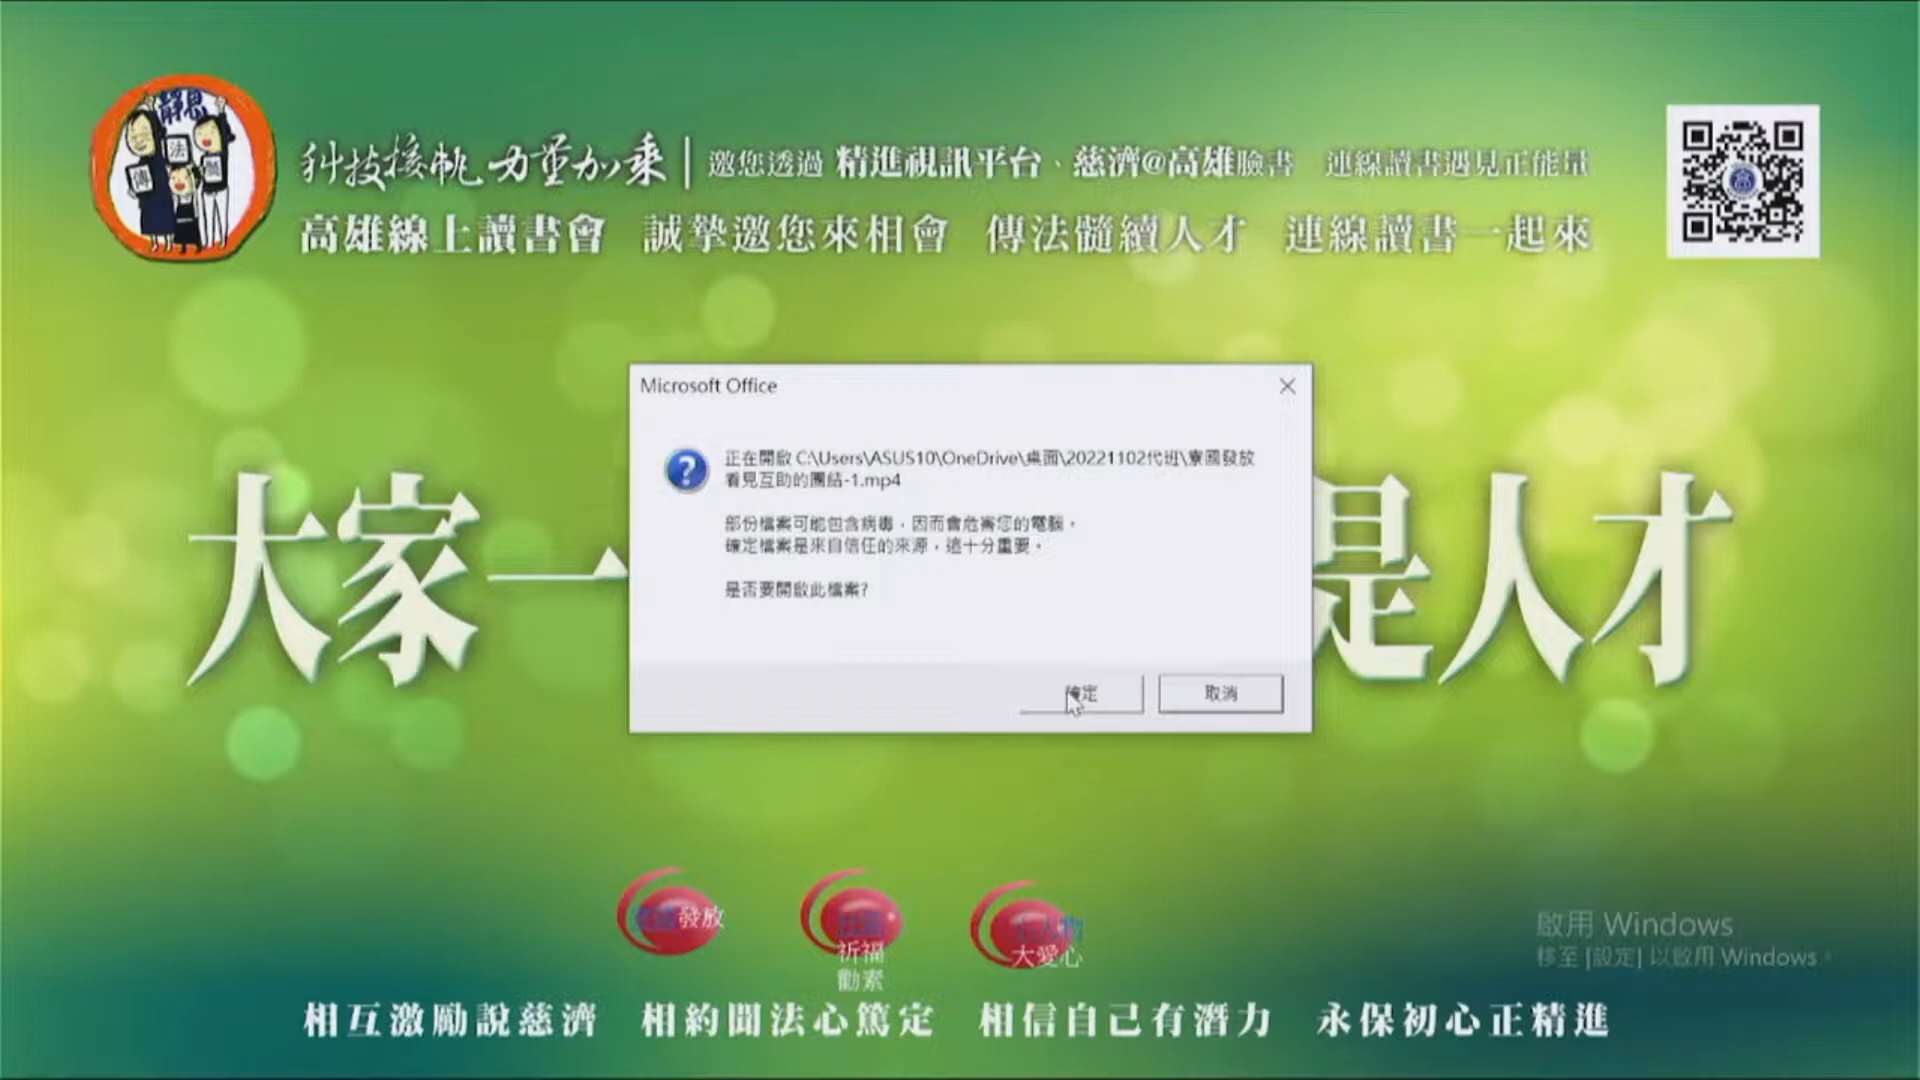 靜思
傳
法
髓
科技接軌 力量加乘 | 邀您透過 精進視訊平台、慈濟@高雄臉書 連線讀書遇見正能量
高雄線上讀書會 誠摯邀您來相會 傳法髓續人才 連線讀書一起來
Microsoft Office
正在開啟 C:\Users\ASUS10\OneDrive\桌面\20221102代班\寮國發放
看見互助的團結-1.mp4
部份檔案可能包含病毒，因而會危害您的電腦。
確定檔案是來自信任的來源，這十分重要。
是否要開啟此檔案?
確定
取消
大家一
是人才
發放
祈福
勸素
大愛心
啟用 Windows
移至 [設定] 以啟用 Windows。
相互激勵說慈濟 相約聞法心篤定 相信自己有潛力 永保初心正精進